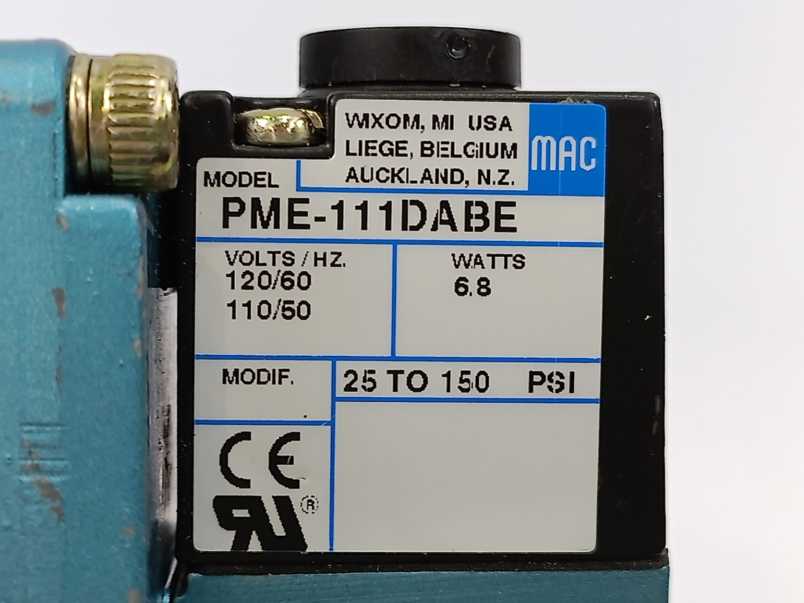 WIXOM, MI USA
LIEGE, BELGIUM
AUCKLAND, N.Z.
MAC
MODEL
PME-111DABE
VOLTS / HZ.
120/60
110/50
WATTS
6.8
MODIF.
25 TO 150 PSI
CE
RU ®